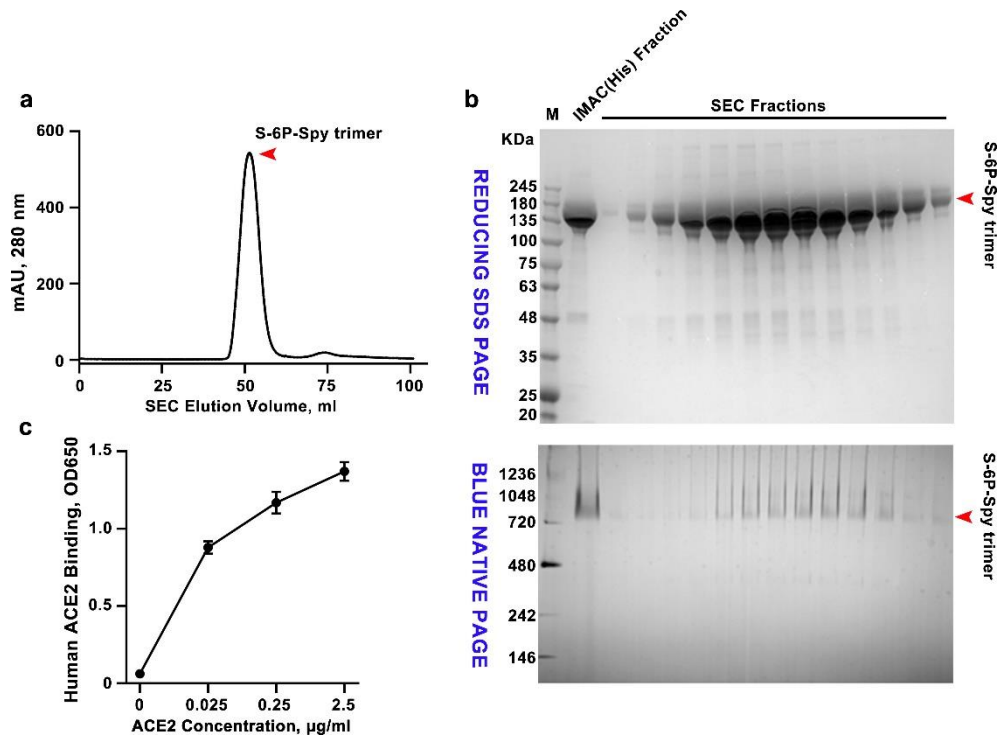 a
S-6P-Spy trimer
600
400
200
0
mAU, 280 nm
0 25 50 75 100
SEC Elution Volume, ml
b
M
IMAC(His) Fraction
SEC Fractions
KDa
245
180
135
100
75
63
48
35
25
20
REDUCING SDS PAGE
S-6P-Spy trimer
1236
1048
720
480
242
146
BLUE NATIVE PAGE
S-6P-Spy trimer
c
1.5
1.0
0.5
0
Human ACE2 Binding, OD650
0 0.025 0.25 2.5
ACE2 Concentration, µg/ml